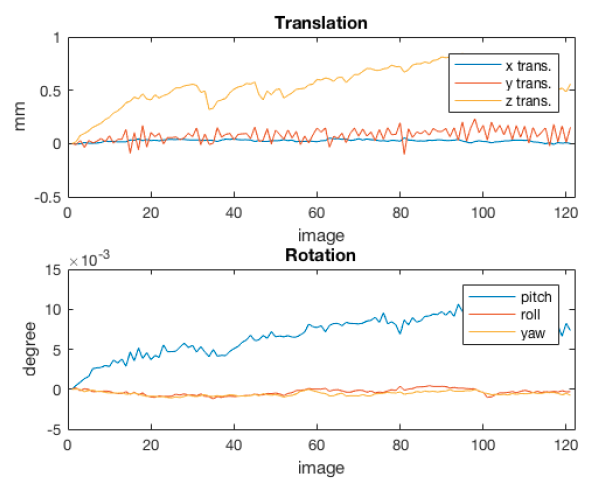 Translation
1
0.5
0
-0.5
mm
x trans.
y trans.
z trans.
0 20 40 60 80 100 120
image
Rotation
×10-3
15
10
5
0
-5
degree
pitch
roll
yaw
0 20 40 60 80 100 120
image